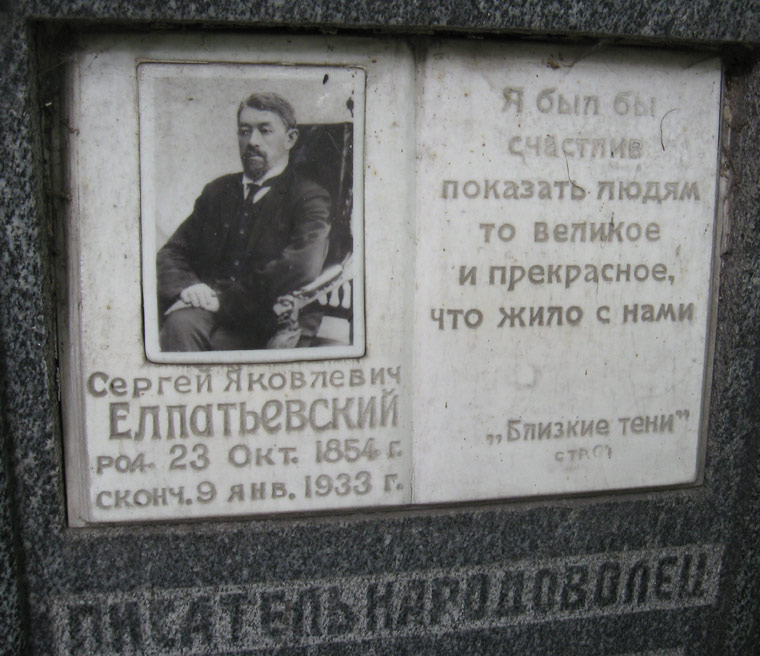 Сергей Яковлевич
Елпатьевский
род. 23 Окт. 1854 г.
сконч. 9 янв. 1933 г.
Я был бы
счастлив
показать людям
то великое
и прекрасное,
что жило с нами
„Близкие тени"
стр.
ПИСАТЕЛЬ НАРОДОВОЛЕЦ